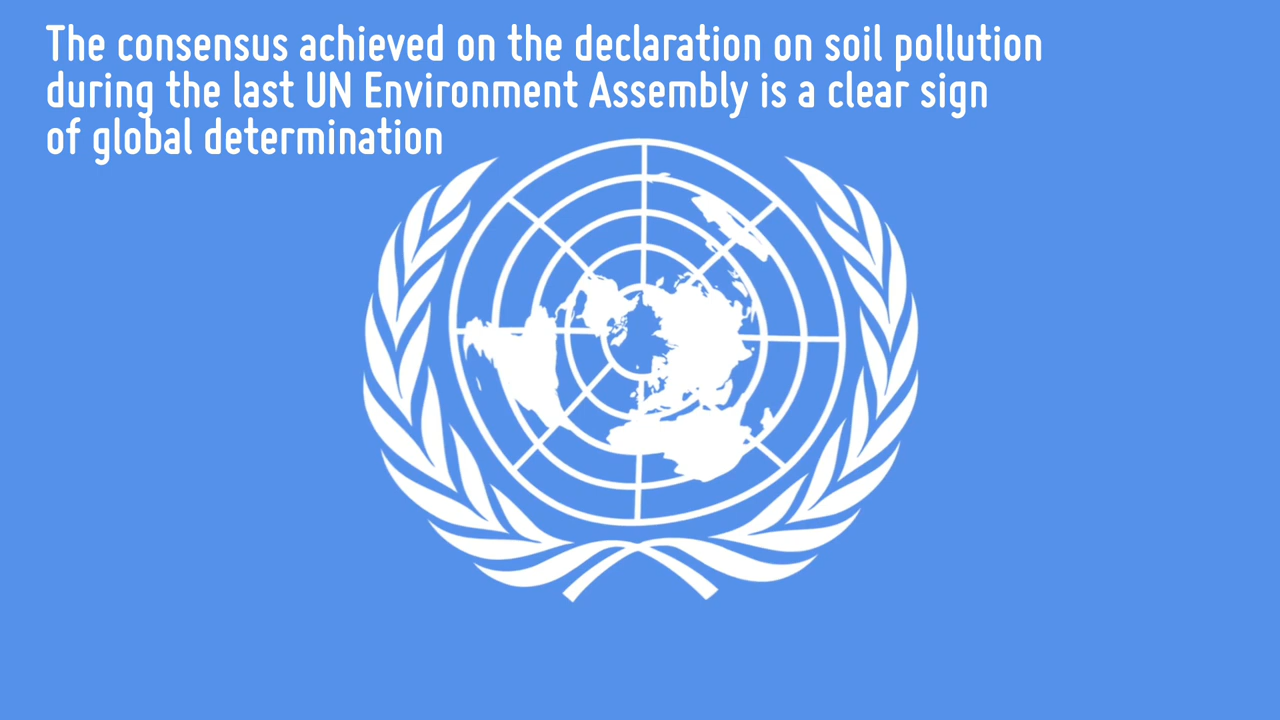 The consensus achieved on the declaration on soil pollution
during the last UN Environment Assembly is a clear sign
of global determination